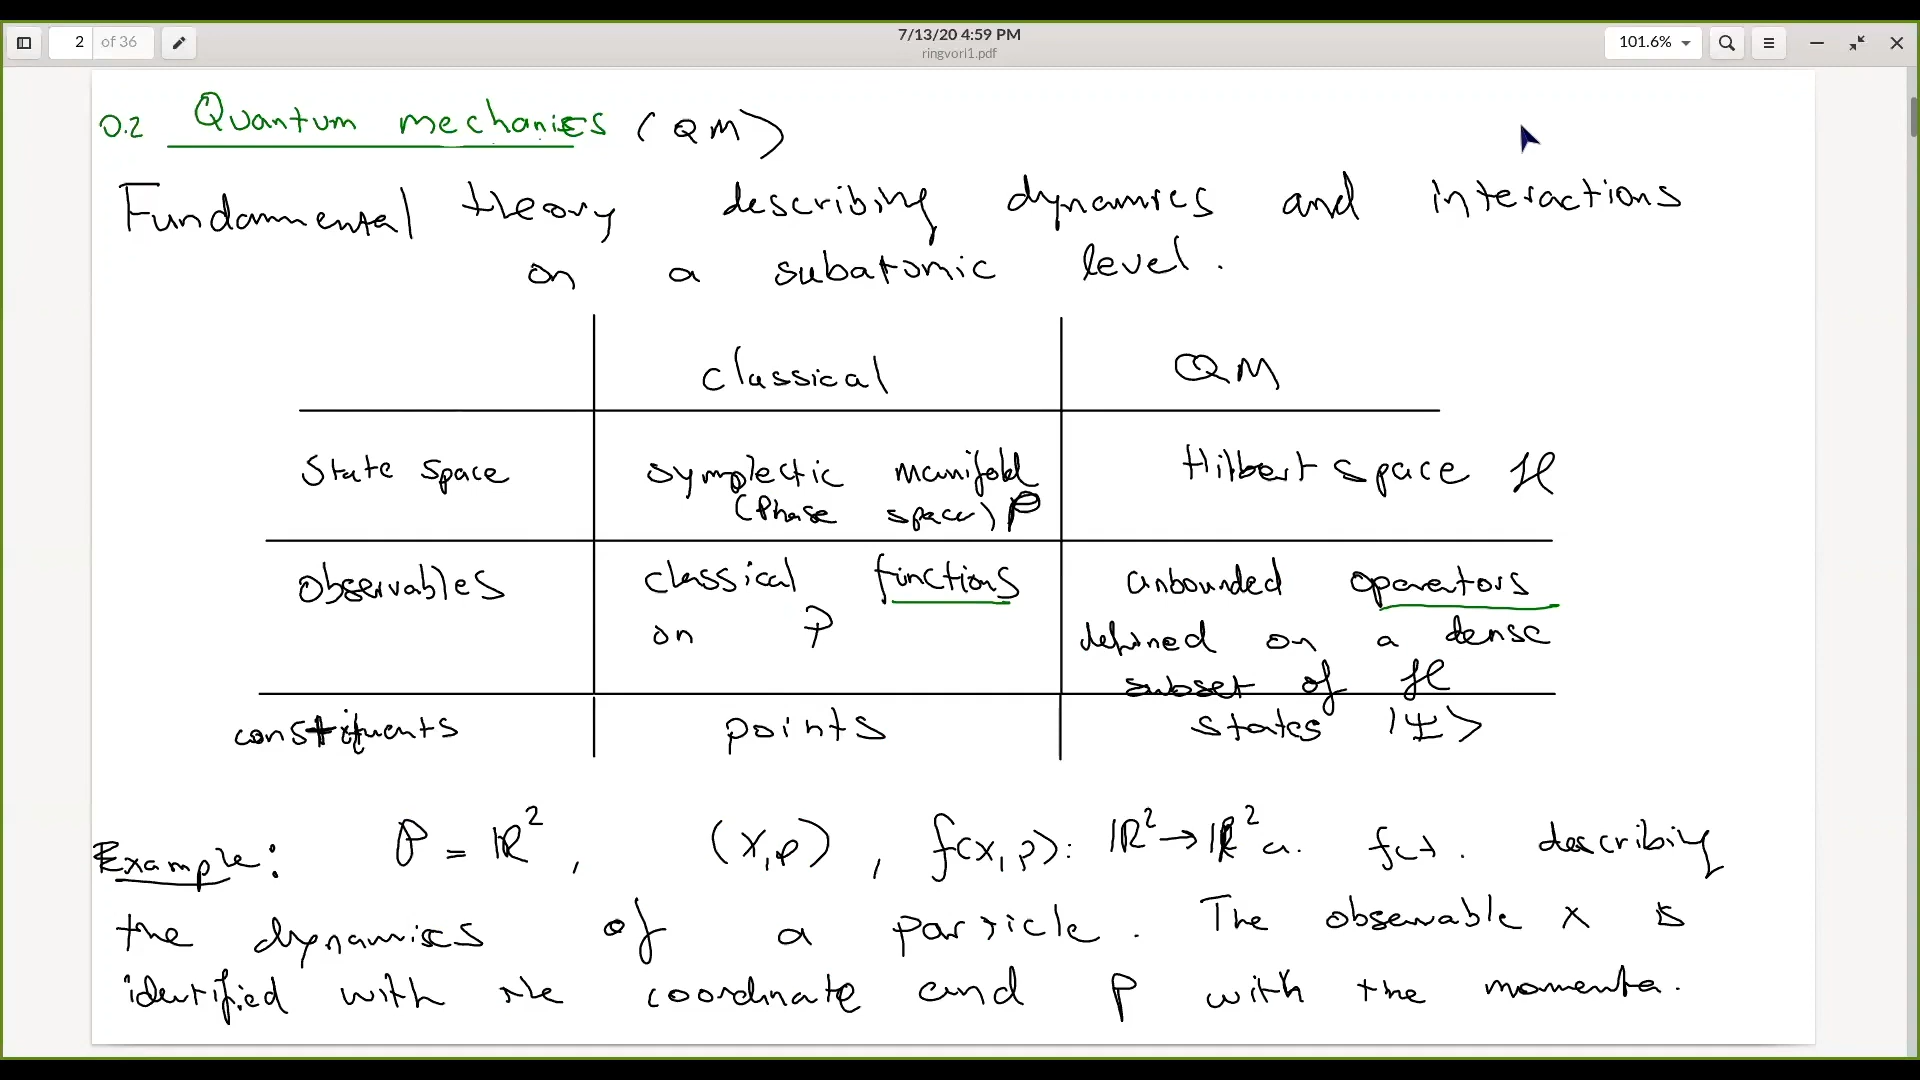 2 of 36
7/13/20 4:59 PM
ringvorl1.pdf
101.6%
0.2 Quantum mechanics (QM)
Fundamental theory describing dynamics and interactions
on a subatomic level.
classical QM
State space symplectic manifold Hilbert space ℋ
(Phase space) P
observables classical functions unbounded operators
on P defined on a dense
subset of ℋ
constituents points states |Ψ>
Example: P = ℝ², (x,p), f(x,p): ℝ² → ℝ² a. fct. describing
the dynamics of a particle. The observable x is
identified with the coordinate and p with the momenta.